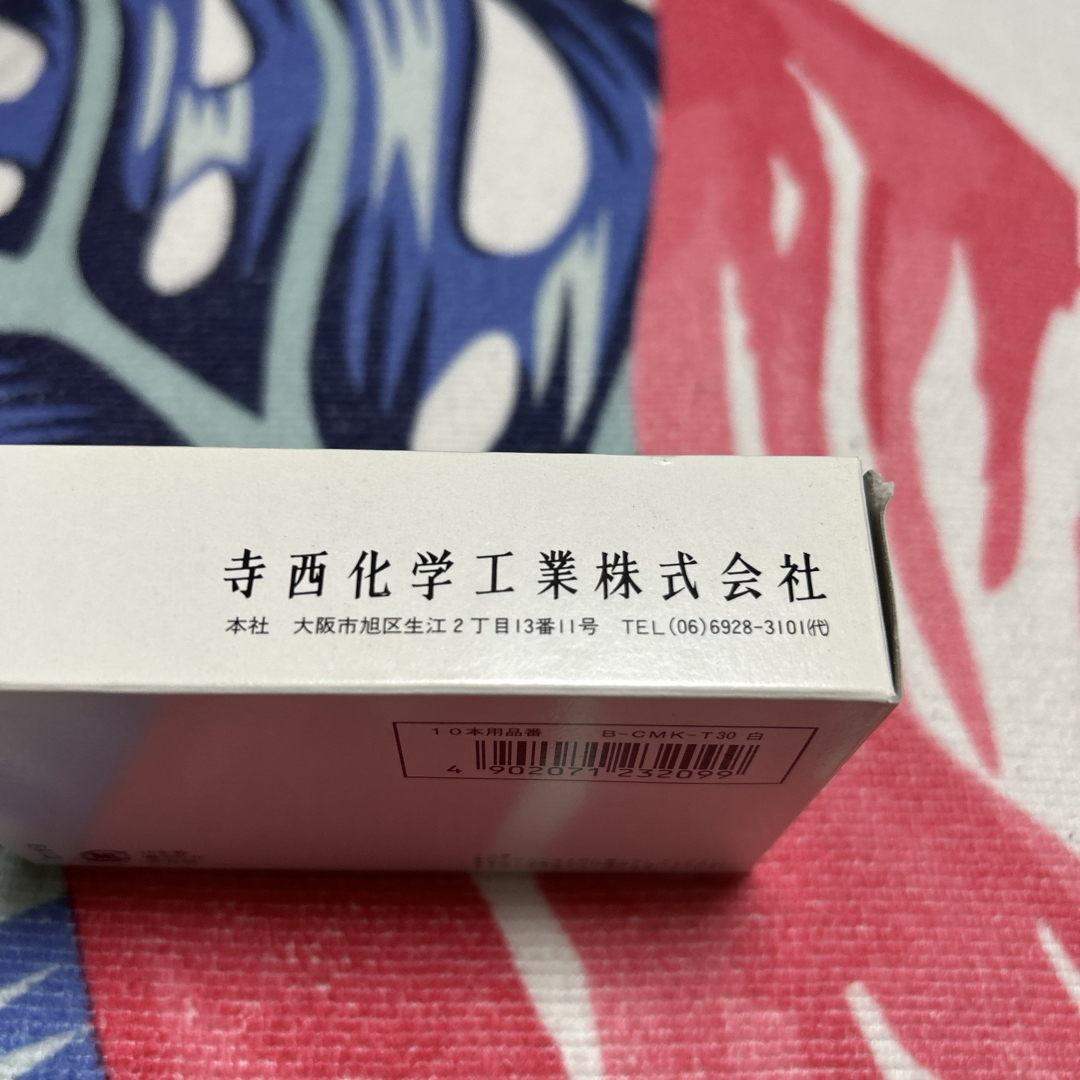 寺西化学工業株式会社
本社　大阪市旭区生江2丁目13番11号　TEL(06)6928-3101㈹
10本用品番　B-CMK-T30 白
4 902071 232099